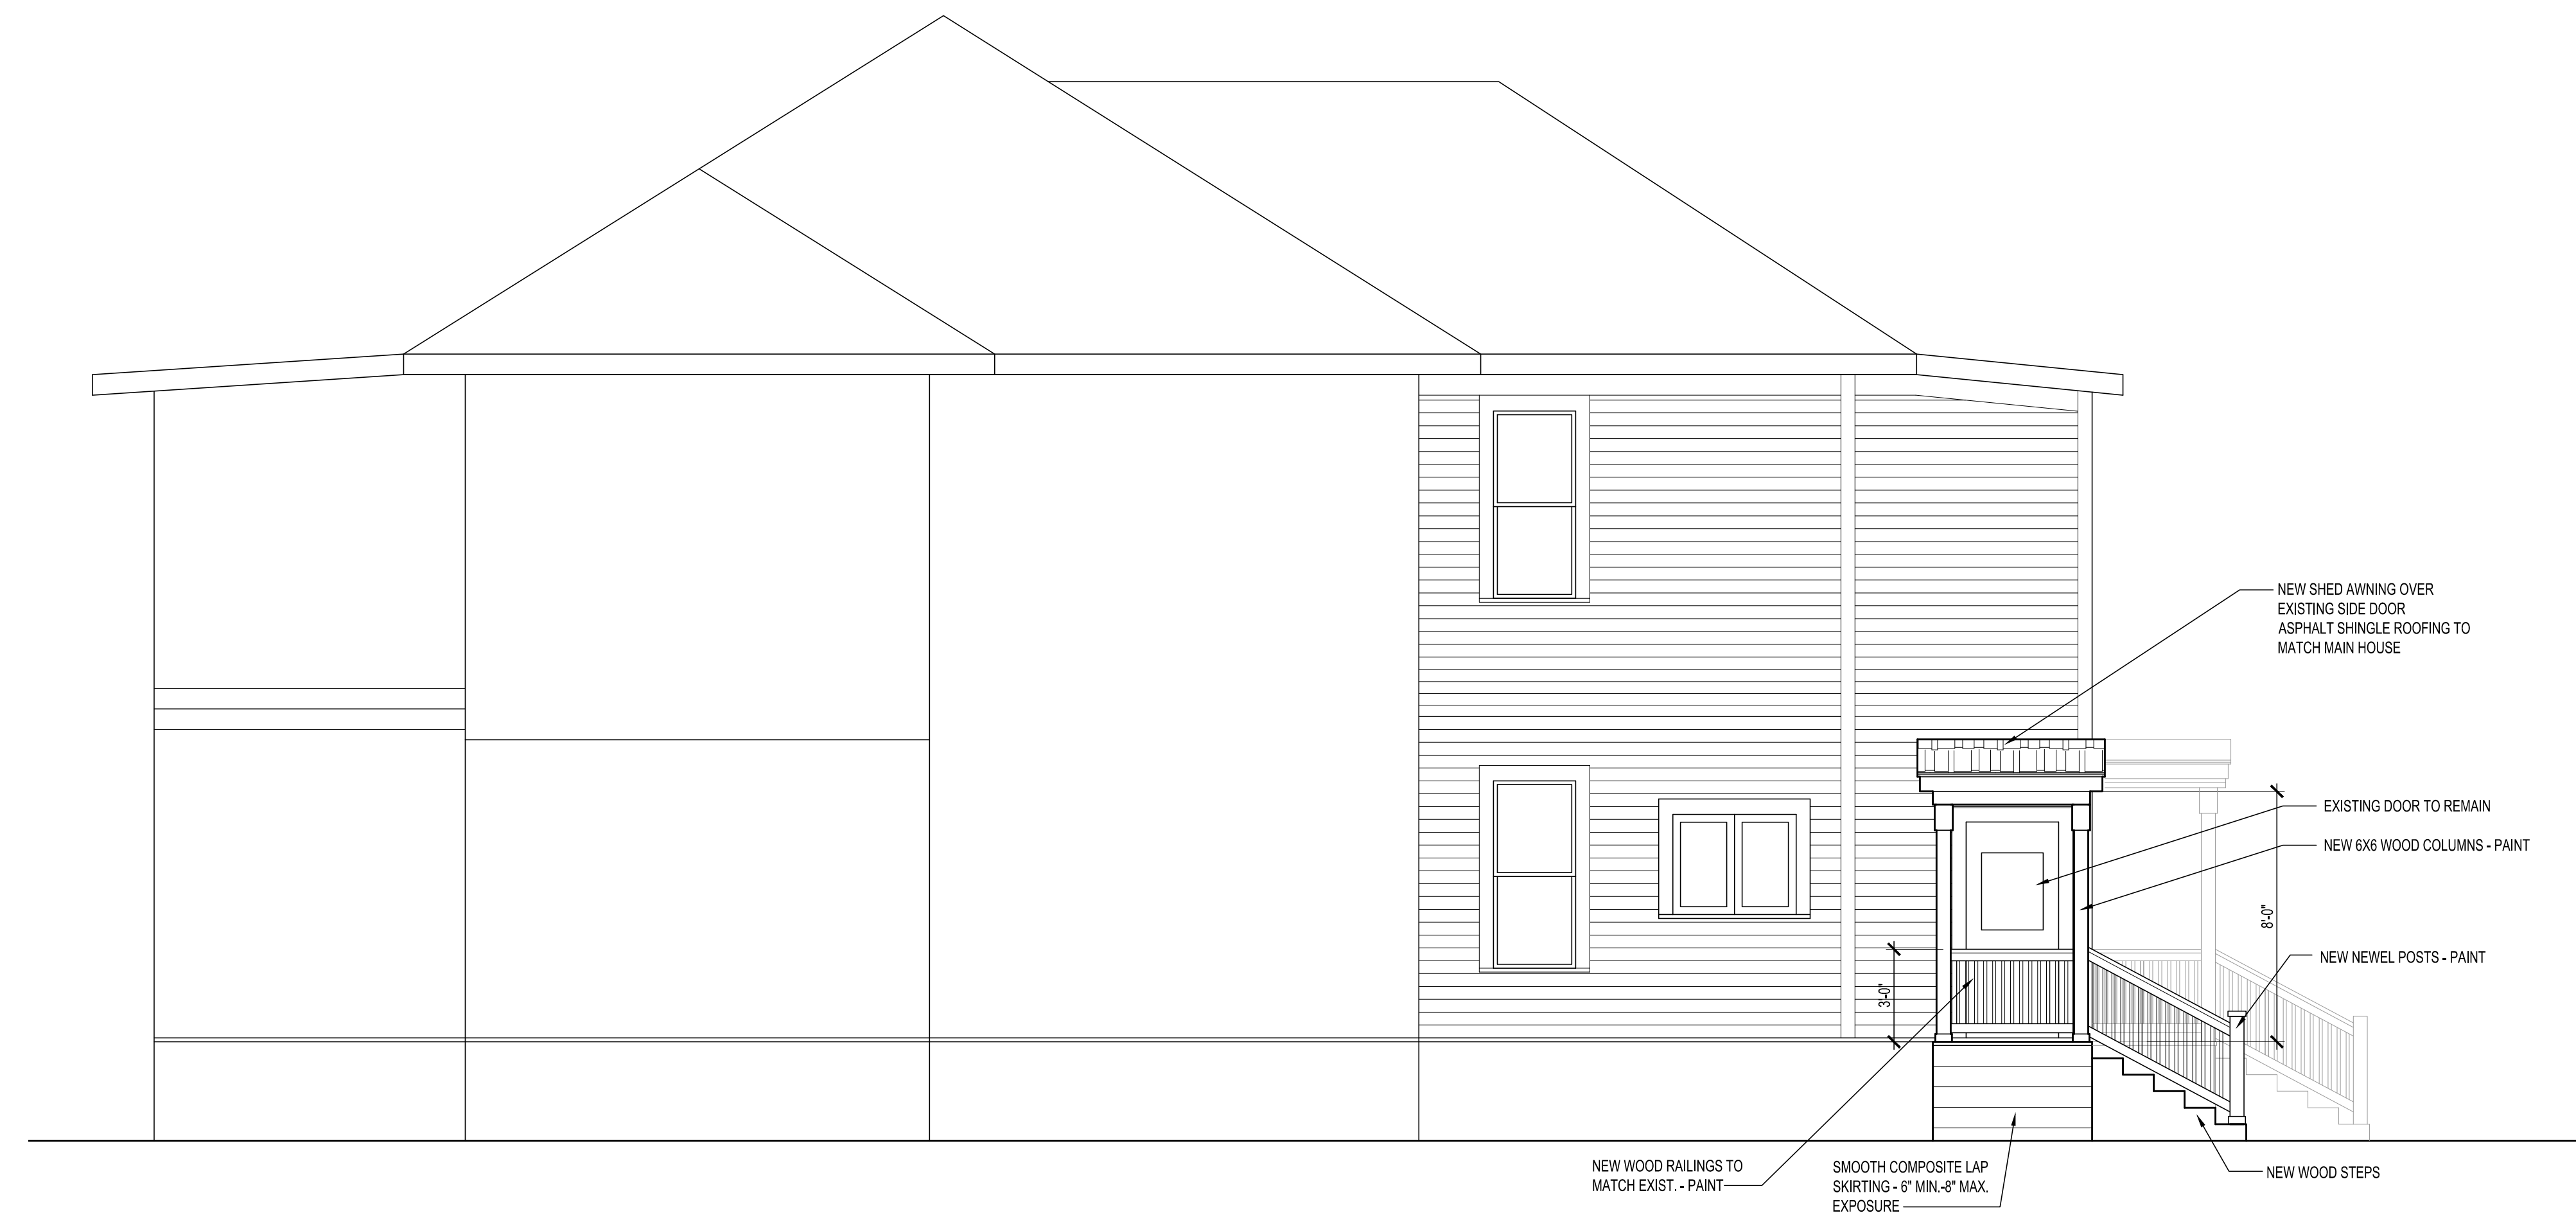 NEW SHED AWNING OVER
EXISTING SIDE DOOR
ASPHALT SHINGLE ROOFING TO
MATCH MAIN HOUSE
EXISTING DOOR TO REMAIN
NEW 6X6 WOOD COLUMNS - PAINT
8'-0"
NEW NEWEL POSTS - PAINT
3'-0"
NEW WOOD RAILINGS TO
MATCH EXIST. - PAINT
SMOOTH COMPOSITE LAP
SKIRTING - 6" MIN.-8" MAX.
EXPOSURE
NEW WOOD STEPS